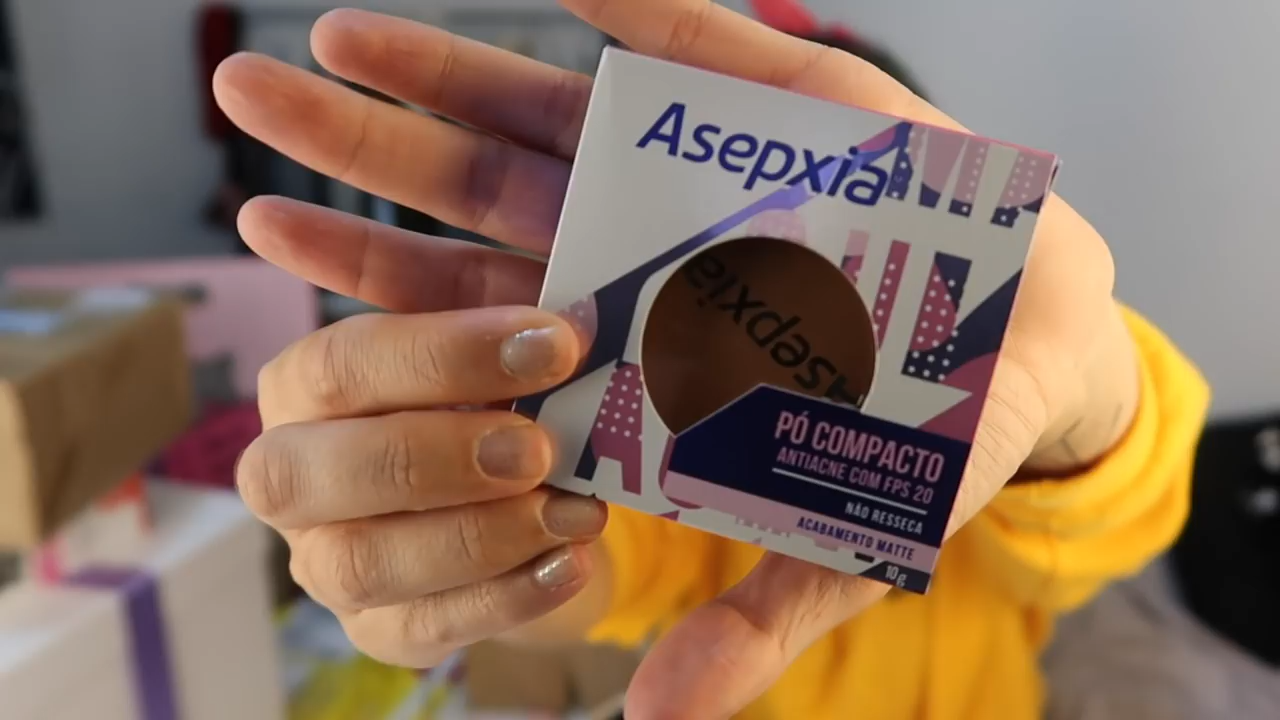 Asepxia
Asepxia
PÓ COMPACTO
ANTIACNE COM FPS 20
NÃO RESSECA
ACABAMENTO MATTE
10g